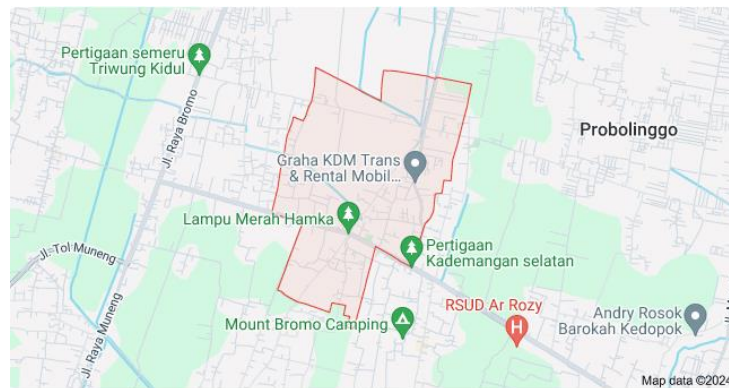 Pertigaan semeru
Triwung Kidul
Jl. Raya Bromo
Probolinggo
Graha KDM Trans
& Rental Mobil...
Lampu Merah Hamka
Pertigaan
Kademangan selatan
Jl. Tol Muneng
Jl. Raya Muneng
RSUD Ar Rozy
H
Mount Bromo Camping
Andry Rosok
Barokah Kedopok
Map data ©2024